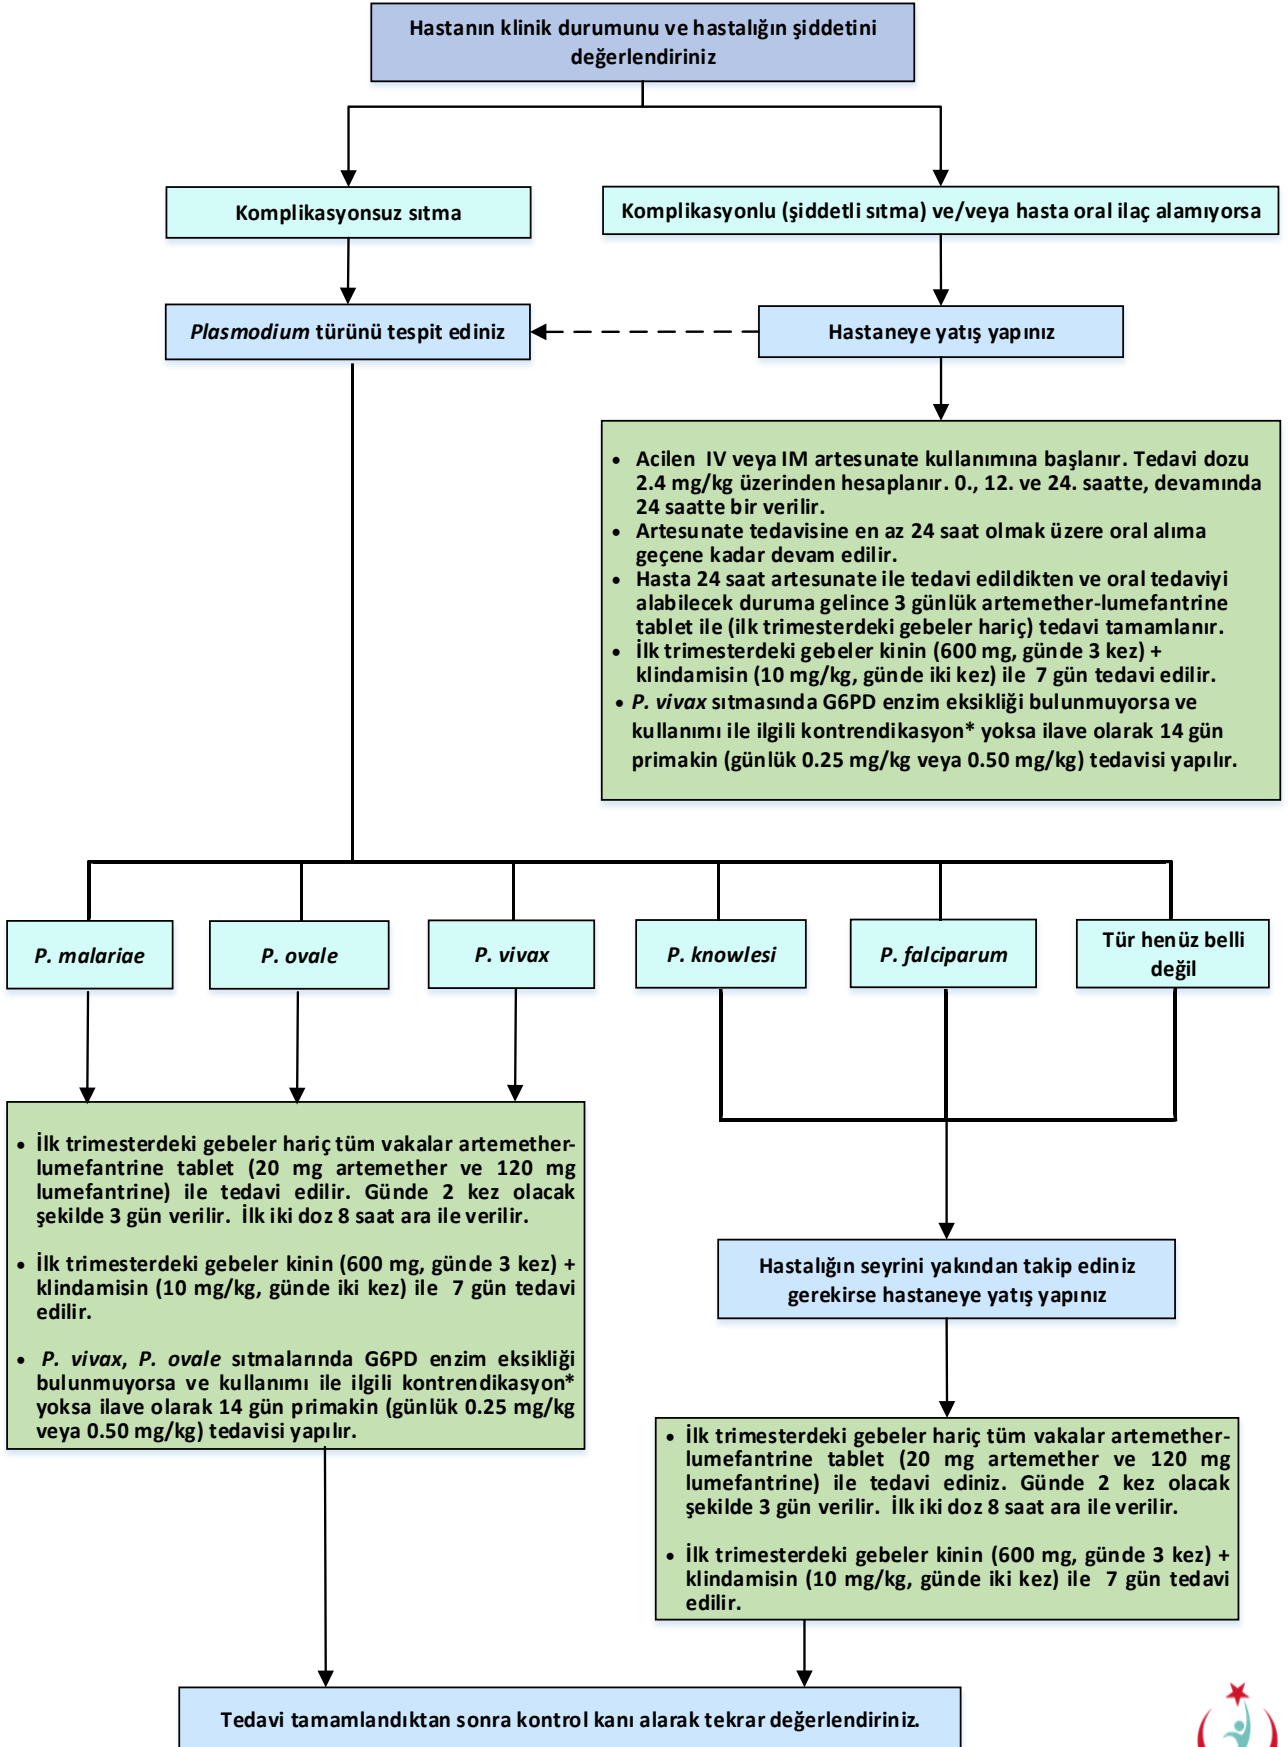 Hastanın klinik durumunu ve hastalığın şiddetini
değerlendiriniz
Komplikasyonsuz sıtma
Komplikasyonlu (şiddetli sıtma) ve/veya hasta oral ilaç alamıyorsa
Plasmodium türünü tespit ediniz
Hastaneye yatış yapınız
• Acilen IV veya IM artesunate kullanımına başlanır. Tedavi dozu
2.4 mg/kg üzerinden hesaplanır. 0., 12. ve 24. saatte, devamında
24 saatte bir verilir.
• Artesunate tedavisine en az 24 saat olmak üzere oral alıma
geçene kadar devam edilir.
• Hasta 24 saat artesunate ile tedavi edildikten ve oral tedaviyi
alabilecek duruma gelince 3 günlük artemether-lumefantrine
tablet ile (ilk trimesterdeki gebeler hariç) tedavi tamamlanır.
• İlk trimesterdeki gebeler kinin (600 mg, günde 3 kez) +
klindamisin (10 mg/kg, günde iki kez) ile 7 gün tedavi edilir.
• P. vivax sıtmasında G6PD enzim eksikliği bulunmuyorsa ve
kullanımı ile ilgili kontrendikasyon* yoksa ilave olarak 14 gün
primakin (günlük 0.25 mg/kg veya 0.50 mg/kg) tedavisi yapılır.
P. malariae
P. ovale
P. vivax
P. knowlesi
P. falciparum
Tür henüz belli
değil
• İlk trimesterdeki gebeler hariç tüm vakalar artemether-
lumefantrine tablet (20 mg artemether ve 120 mg
lumefantrine) ile tedavi edilir. Günde 2 kez olacak
şekilde 3 gün verilir. İlk iki doz 8 saat ara ile verilir.
• İlk trimesterdeki gebeler kinin (600 mg, günde 3 kez) +
klindamisin (10 mg/kg, günde iki kez) ile 7 gün tedavi
edilir.
• P. vivax, P. ovale sıtmalarında G6PD enzim eksikliği
bulunmuyorsa ve kullanımı ile ilgili kontrendikasyon*
yoksa ilave olarak 14 gün primakin (günlük 0.25 mg/kg
veya 0.50 mg/kg) tedavisi yapılır.
Hastalığın seyrini yakından takip ediniz
gerekirse hastaneye yatış yapınız
• İlk trimesterdeki gebeler hariç tüm vakalar artemether-
lumefantrine tablet (20 mg artemether ve 120 mg
lumefantrine) ile tedavi ediniz. Günde 2 kez olacak
şekilde 3 gün verilir. İlk iki doz 8 saat ara ile verilir.
• İlk trimesterdeki gebeler kinin (600 mg, günde 3 kez) +
klindamisin (10 mg/kg, günde iki kez) ile 7 gün tedavi
edilir.
Tedavi tamamlandıktan sonra kontrol kanı alarak tekrar değerlendiriniz.